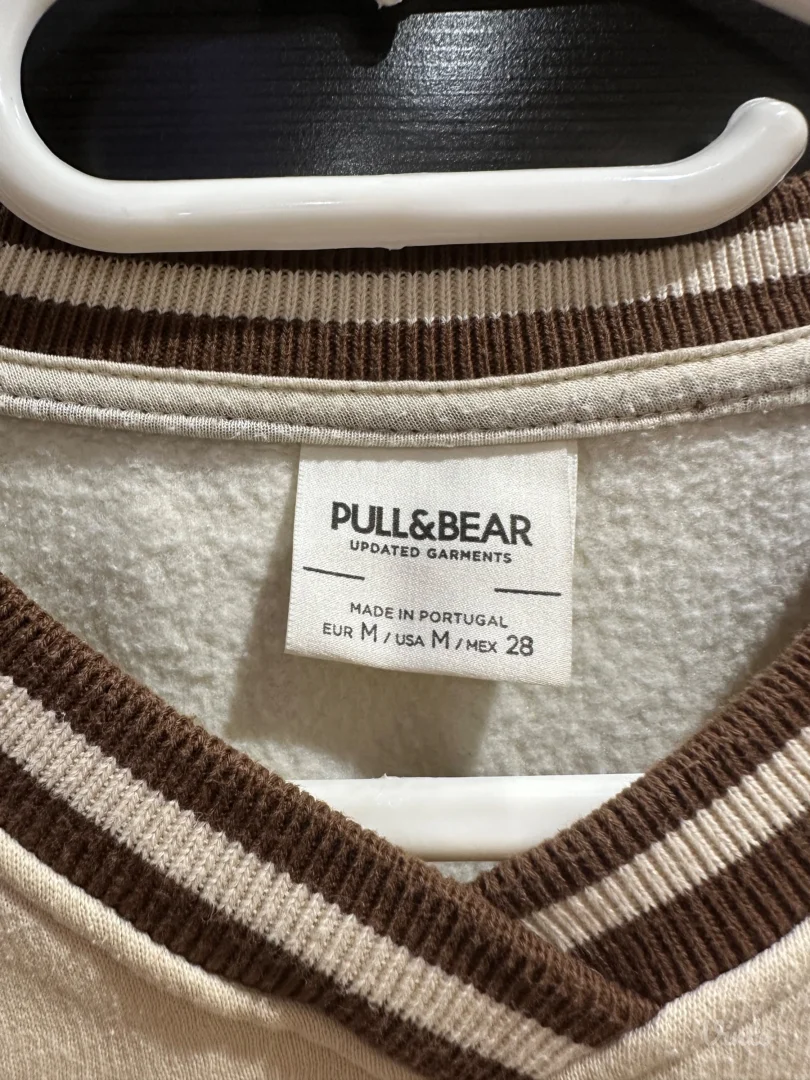 PULL&BEAR
UPDATED GARMENTS
MADE IN PORTUGAL
EUR M / USA M / MEX 28